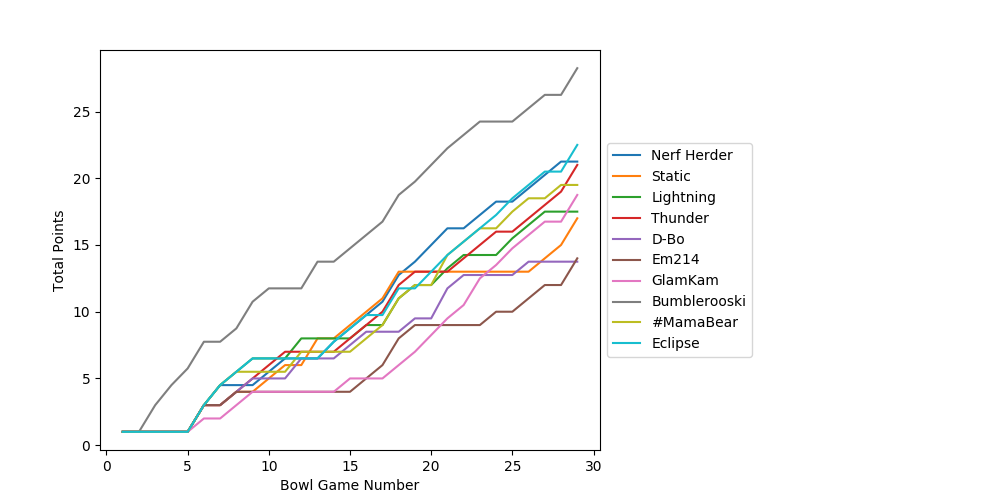 25
20
15
10
5
0
Total Points
0 5 10 15 20 25 30
Bowl Game Number
Nerf Herder
Static
Lightning
Thunder
D-Bo
Em214
GlamKam
Bumblerooski
#MamaBear
Eclipse